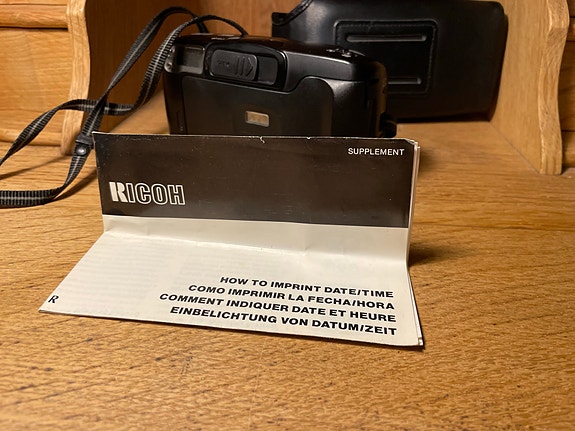 SUPPLEMENT
RICOH
HOW TO IMPRINT DATE/TIME
COMO IMPRIMIR LA FECHA/HORA
COMMENT INDIQUER DATE ET HEURE
EINBELICHTUNG VON DATUM/ZEIT
R